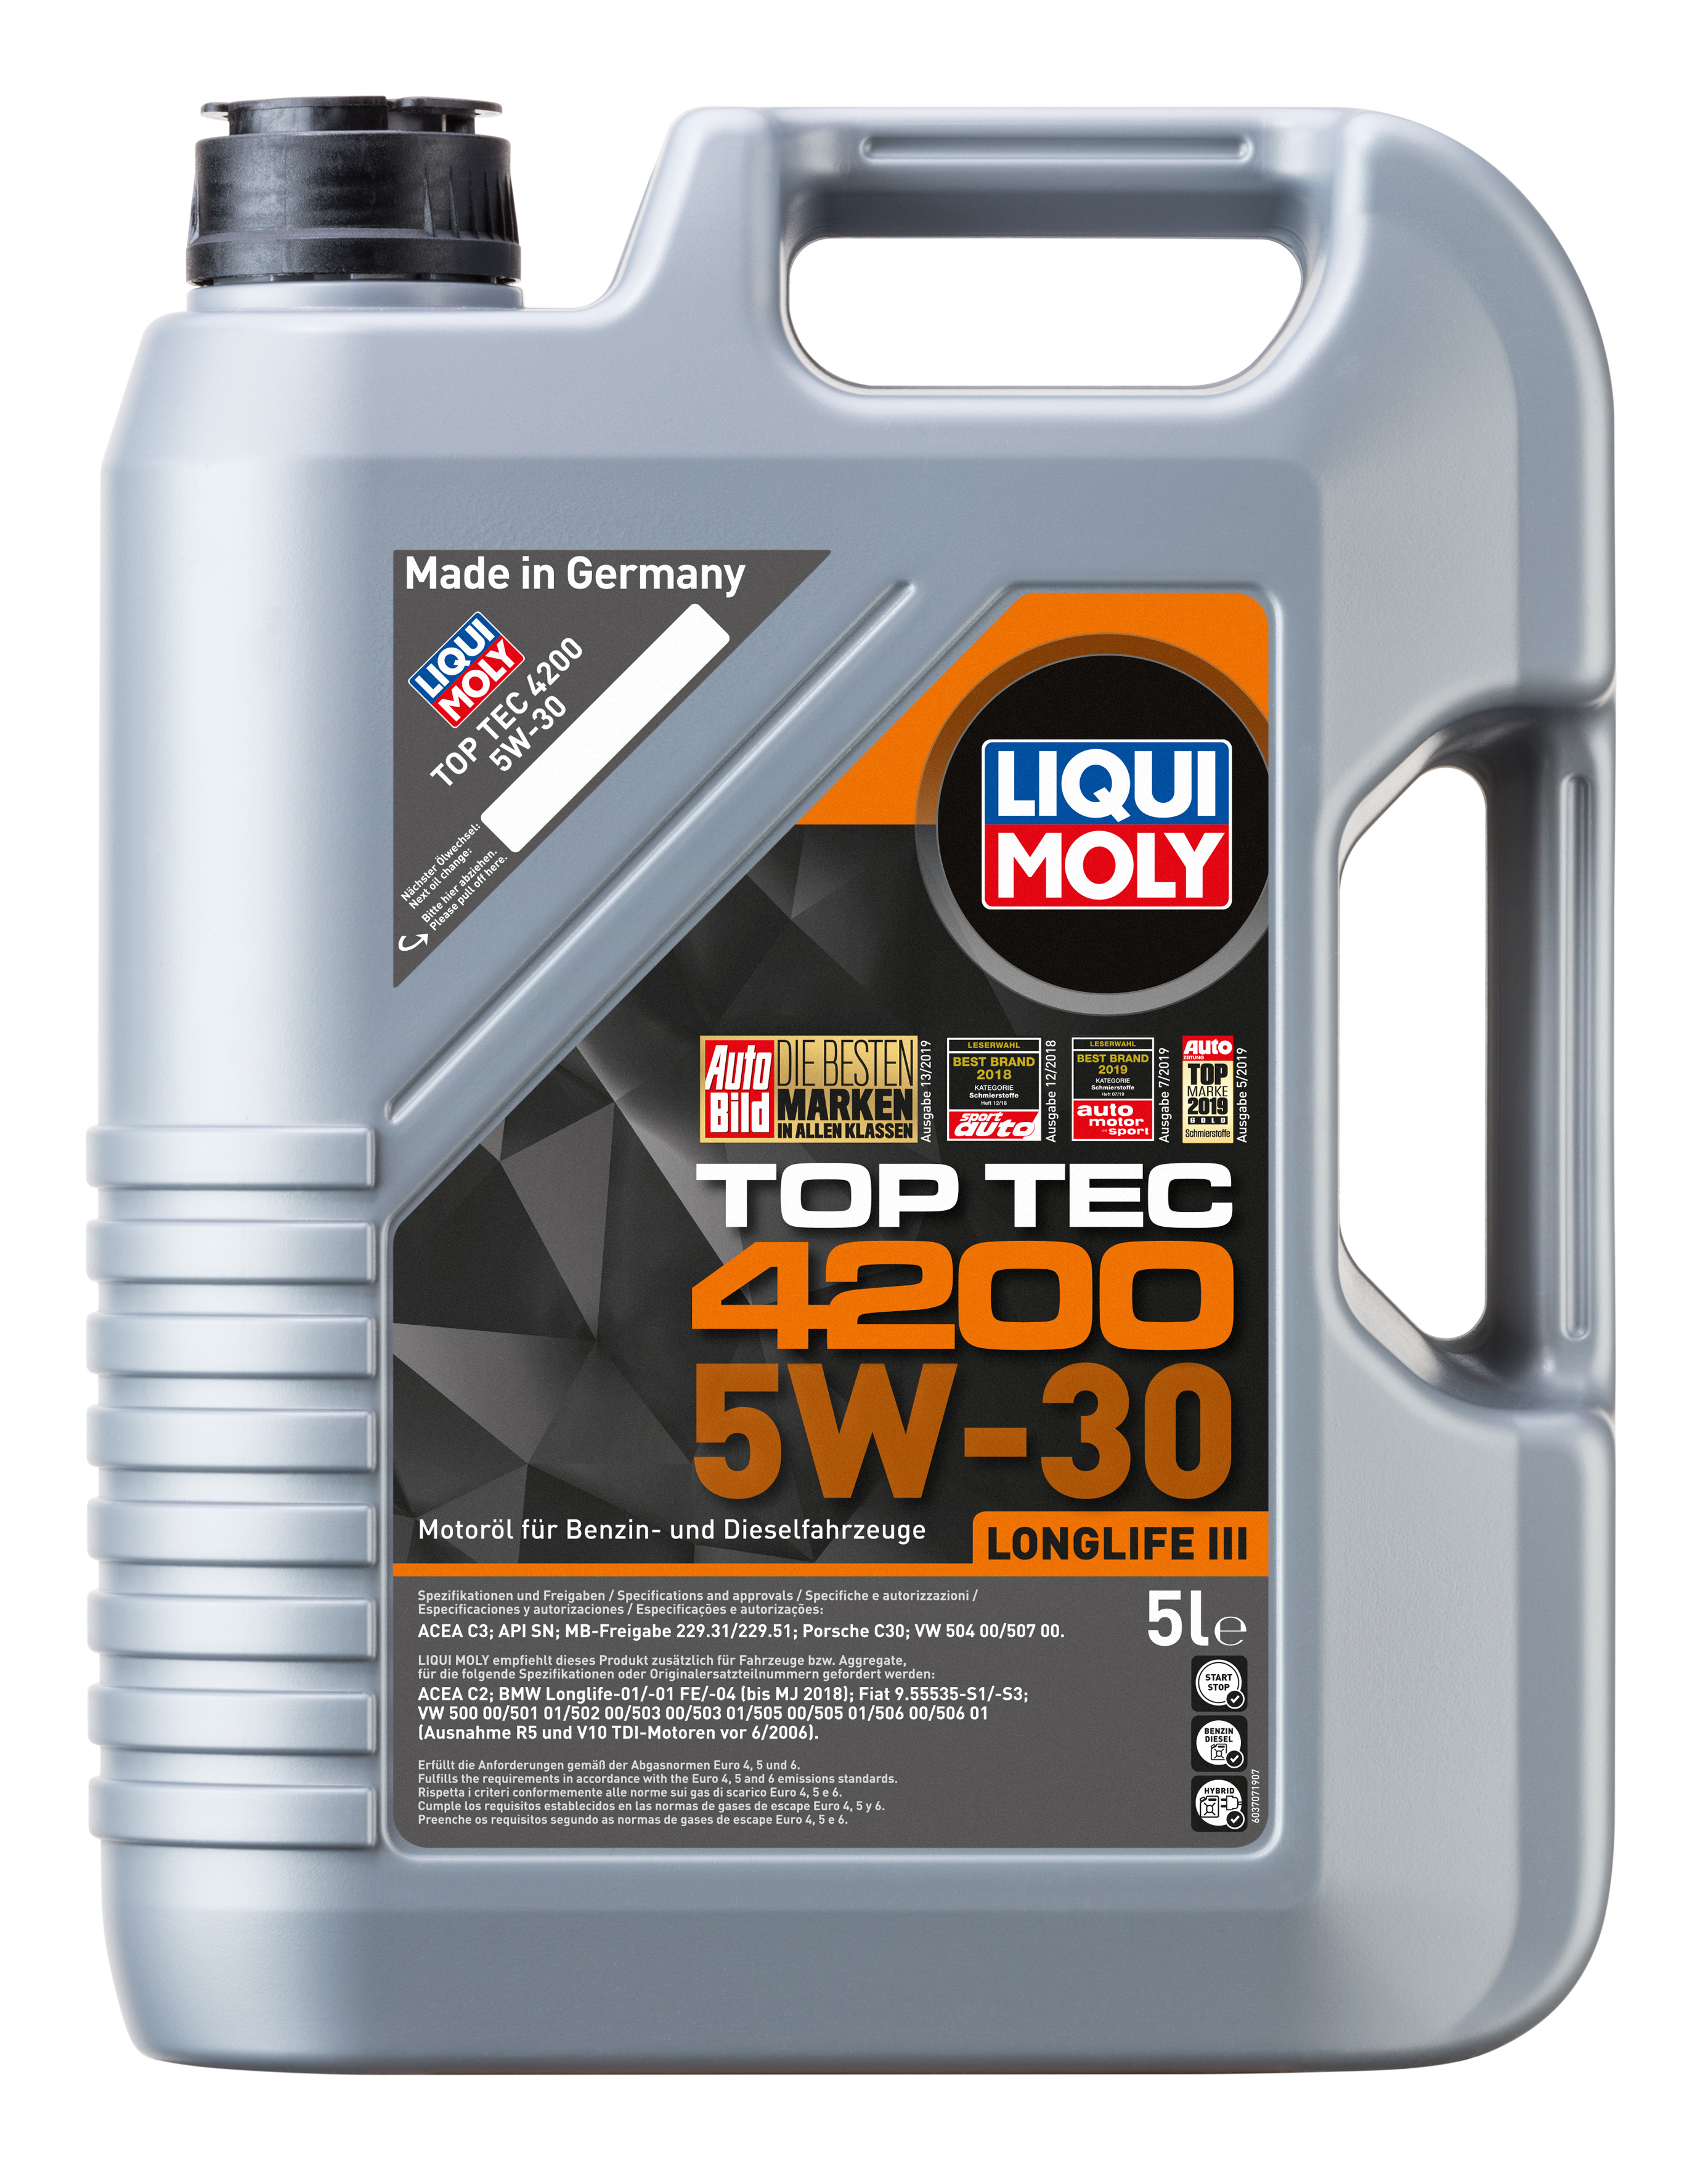 Made in Germany
LIQUI
MOLY
TOP TEC 4200
5W-30
Nächster Ölwechsel:
Next oil change:
Bitte hier abziehen.
Please pull off here.
LIQUI
MOLY
Auto
Bild
DIE BESTEN
MARKEN
IN ALLEN KLASSEN
Ausgabe 13/2019
LESERWAHL
BEST BRAND
2018
KATEGORIE
Schmierstoffe
Heft 12/18
sport
auto
Ausgabe 12/2018
LESERWAHL
BEST BRAND
2019
KATEGORIE
Schmierstoffe
Heft 07/19
auto
motor
sport
Ausgabe 7/2019
Auto
ZEITUNG
TOP
MARKE
2019
GOLD
Schmierstoffe
Ausgabe 5/2019
TOP TEC
4200
5W-30
Motoröl für Benzin- und Dieselfahrzeuge
LONGLIFE III
Spezifikationen und Freigaben / Specifications and approvals / Specifiche e autorizzazioni /
Especificaciones y autorizaciones / Especificações e autorizações:
ACEA C3; API SN; MB-Freigabe 229.31/229.51; Porsche C30; VW 504 00/507 00.
5l e
LIQUI MOLY empfiehlt dieses Produkt zusätzlich für Fahrzeuge bzw. Aggregate,
für die folgende Spezifikationen oder Originalersatzteilnummern gefordert werden:
ACEA C2; BMW Longlife-01/-01 FE/-04 (bis MJ 2018); Fiat 9.55535-S1/-S3;
VW 500 00/501 01/502 00/503 00/503 01/505 00/505 01/506 00/506 01
(Ausnahme R5 und V10 TDI-Motoren vor 6/2006).
Erfüllt die Anforderungen gemäß der Abgasnormen Euro 4, 5 und 6.
Fulfills the requirements in accordance with the Euro 4, 5 and 6 emissions standards.
Rispetta i criteri conformemente alle norme sui gas di scarico Euro 4, 5 e 6.
Cumple los requisitos establecidos en las normas de gases de escape Euro 4, 5 y 6.
Preenche os requisitos segundo as normas de gases de escape Euro 4, 5 e 6.
START
STOP
BENZIN
DIESEL
HYBRID
6037071907